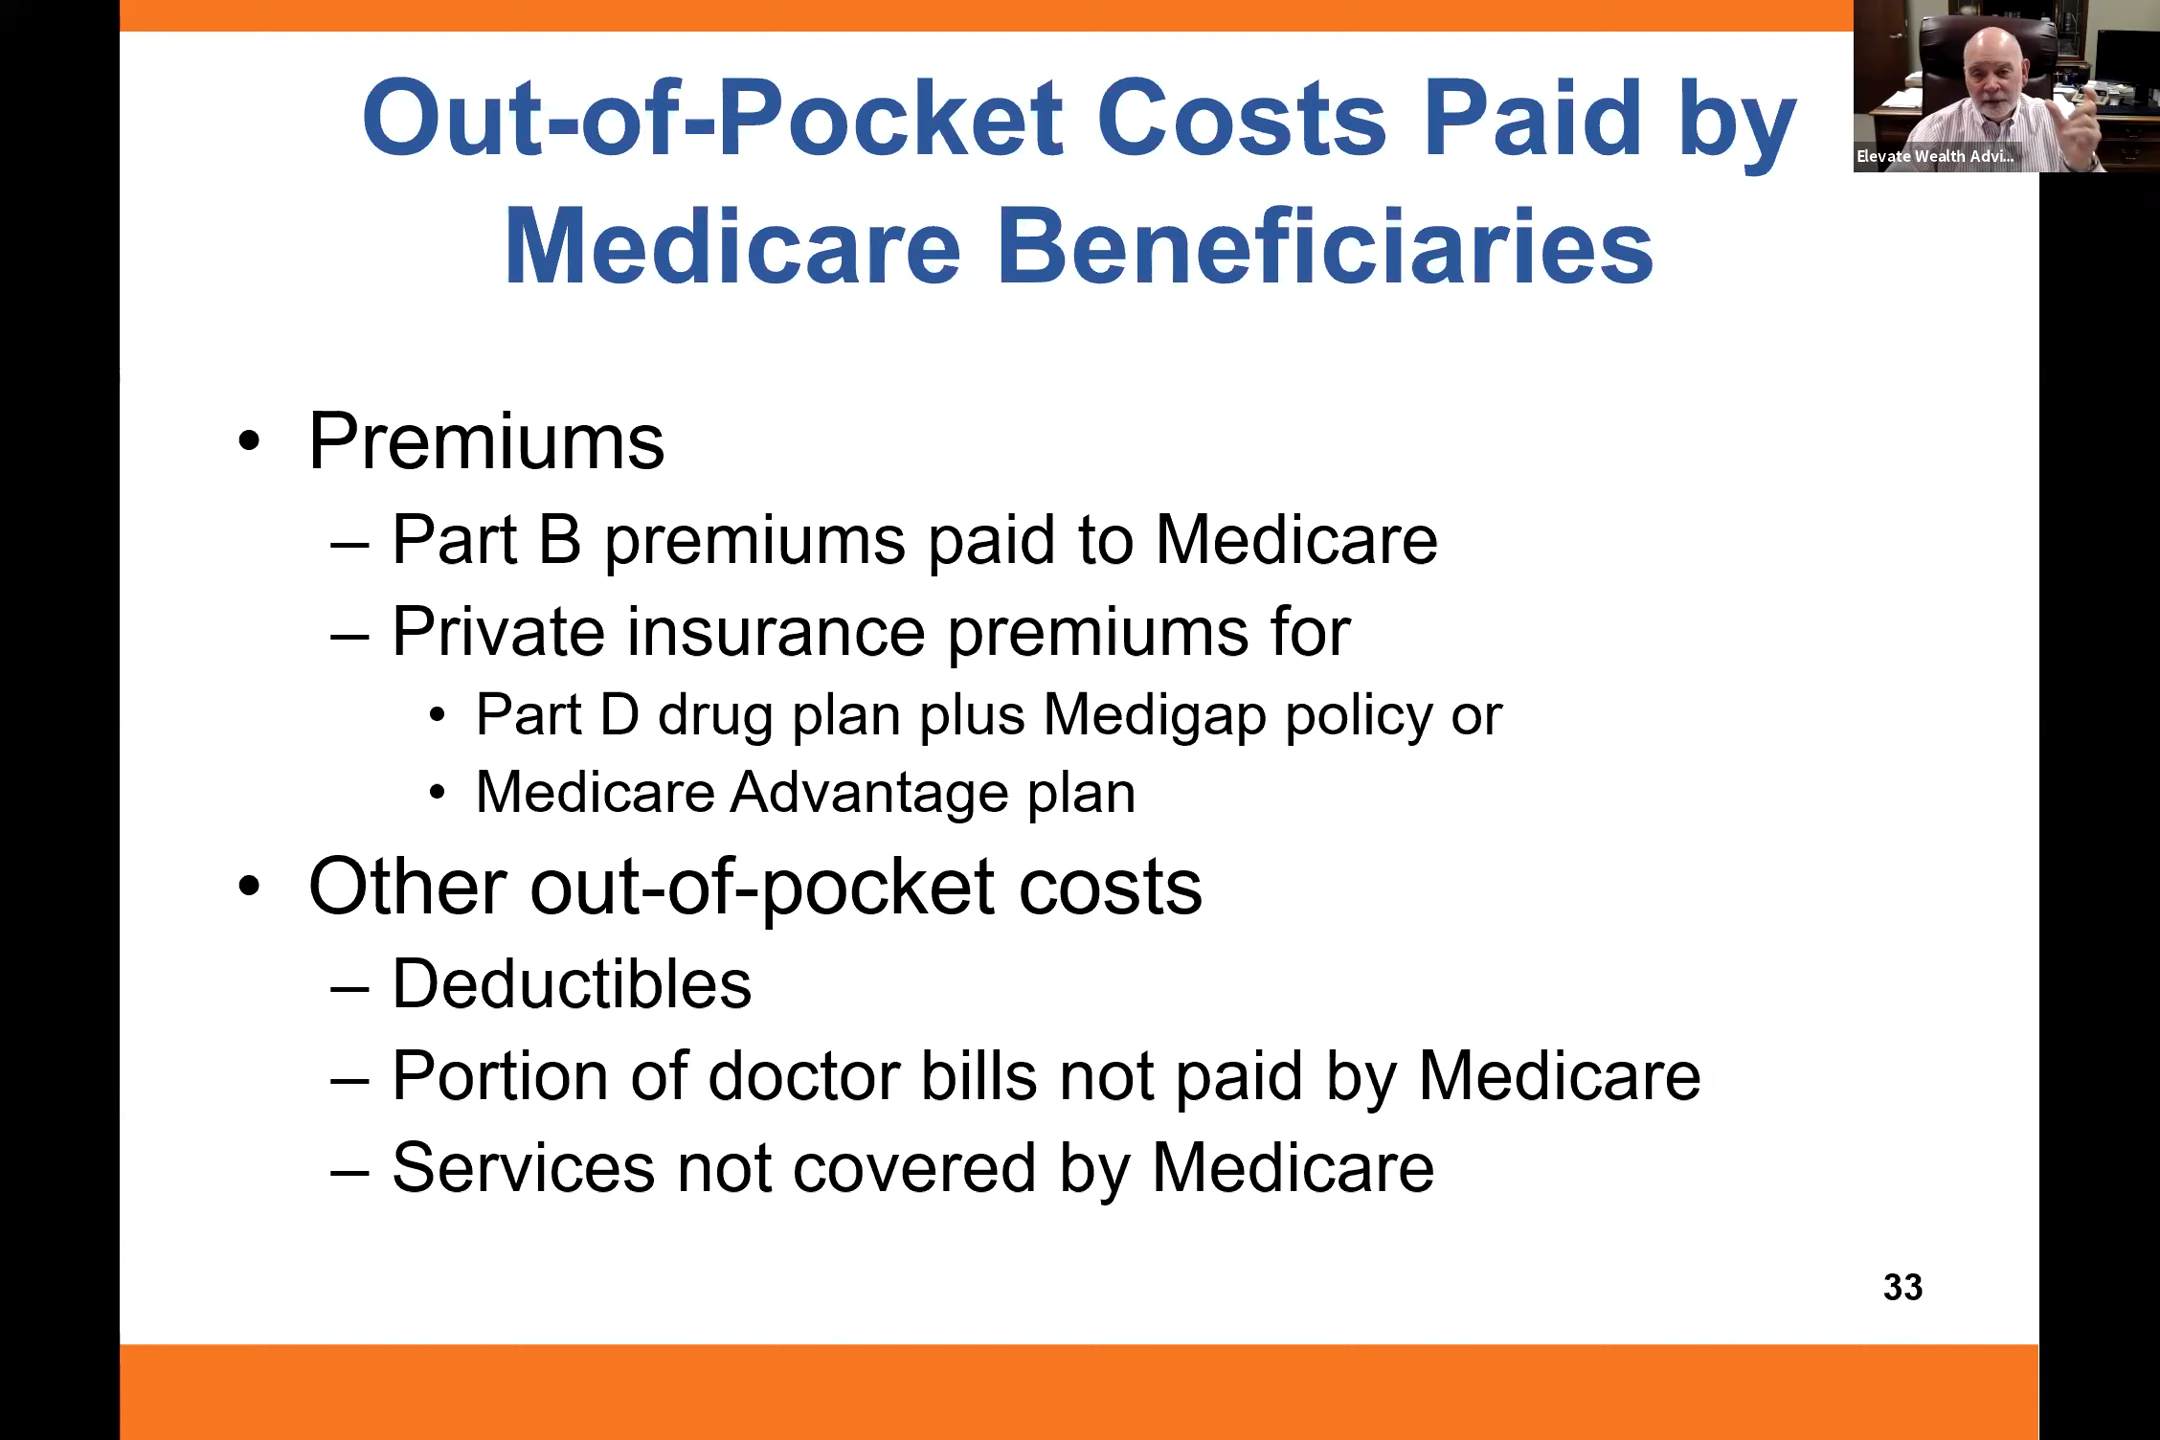 Out-of-Pocket Costs Paid by
Medicare Beneficiaries
Elevate Wealth Advi...
• Premiums
– Part B premiums paid to Medicare
– Private insurance premiums for
• Part D drug plan plus Medigap policy or
• Medicare Advantage plan
• Other out-of-pocket costs
– Deductibles
– Portion of doctor bills not paid by Medicare
– Services not covered by Medicare
33